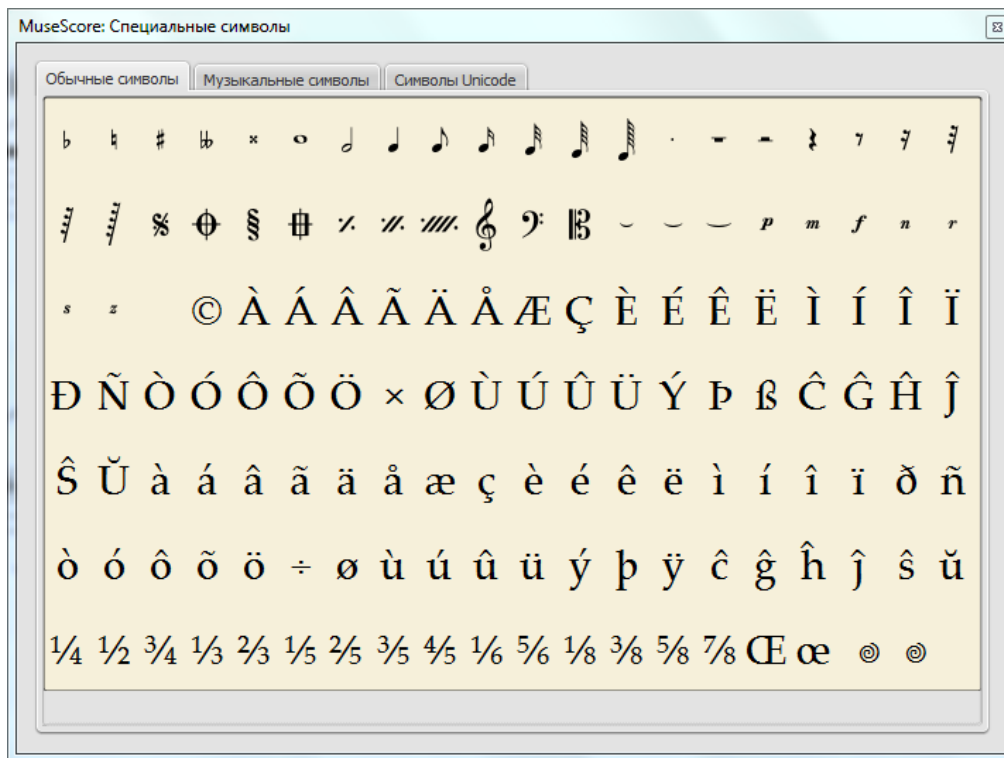 MuseScore: Специальные символы
Обычные символы Музыкальные символы Символы Unicode
♭ ♮ ♯ 𝄫 𝄪 𝅝 𝅗𝅥 𝅘𝅥 𝅘𝅥𝅮 𝅘𝅥𝅯 𝅘𝅥𝅰 𝅘𝅥𝅱 𝅘𝅥𝅲 . 𝄻 𝄼 𝄽 𝄾 𝄿 𝅀
𝅁 𝅂 𝄋 𝄌 § 𝄌 𝄎 𝄏 𝄞 𝄢 𝄡 ‿ ‿ ‿ p m f n r
s z © À Á Â Ã Ä Å Æ Ç È É Ê Ë Ì Í Î Ï
Ð Ñ Ò Ó Ô Õ Ö × Ø Ù Ú Û Ü Ý Þ ß Ĉ Ĝ Ĥ Ĵ
Ŝ Ŭ à á â ã ä å æ ç è é ê ë ì í î ï ð ñ
ò ó ô õ ö ÷ ø ù ú û ü ý þ ÿ ĉ ĝ ĥ ĵ ŝ ŭ
¼ ½ ¾ ⅓ ⅔ ⅕ ⅖ ⅗ ⅘ ⅙ ⅚ ⅛ ⅜ ⅝ ⅞ Œ œ